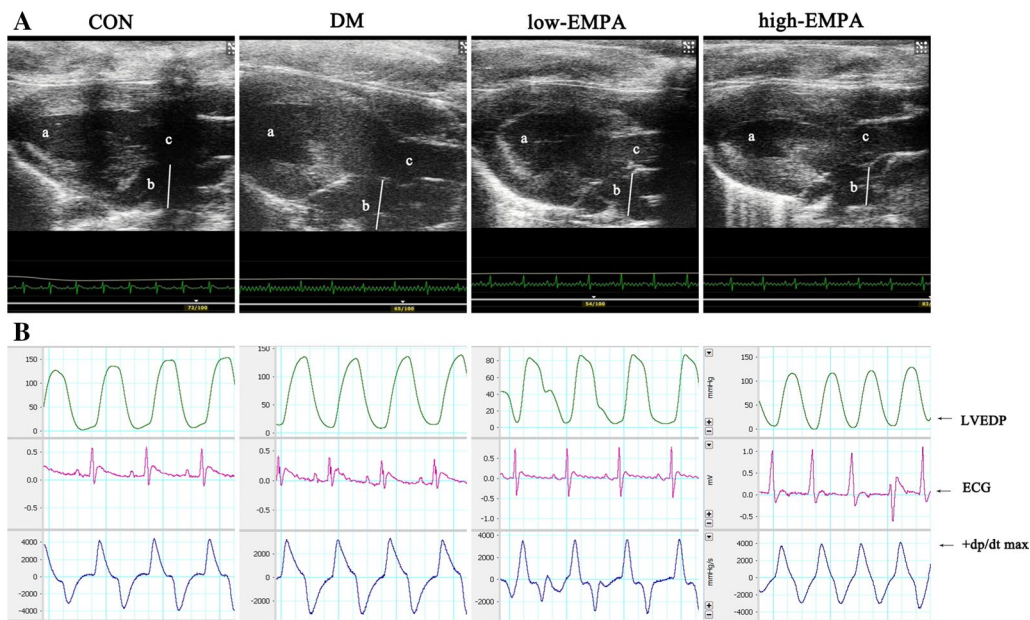 A
CON DM low-EMPA high-EMPA
a a a a
c c c c
b b b b
72/100 65/100 54/100
B
150 150 80 150
100 100 60 100
50 50 40 50
0 0 20 0
0
mmHg
LVEDP
0.5 0.5 0.5 1.0
0.0 0.0 0.0 0.5
-0.5 -0.5 -0.5 0.0
-1.0 -0.5
mV
ECG
4000 2000 4000 4000
2000 0 2000 2000
0 -2000 0 0
-2000 -2000 -2000
-4000 -4000
mmHg/s
+dp/dt max